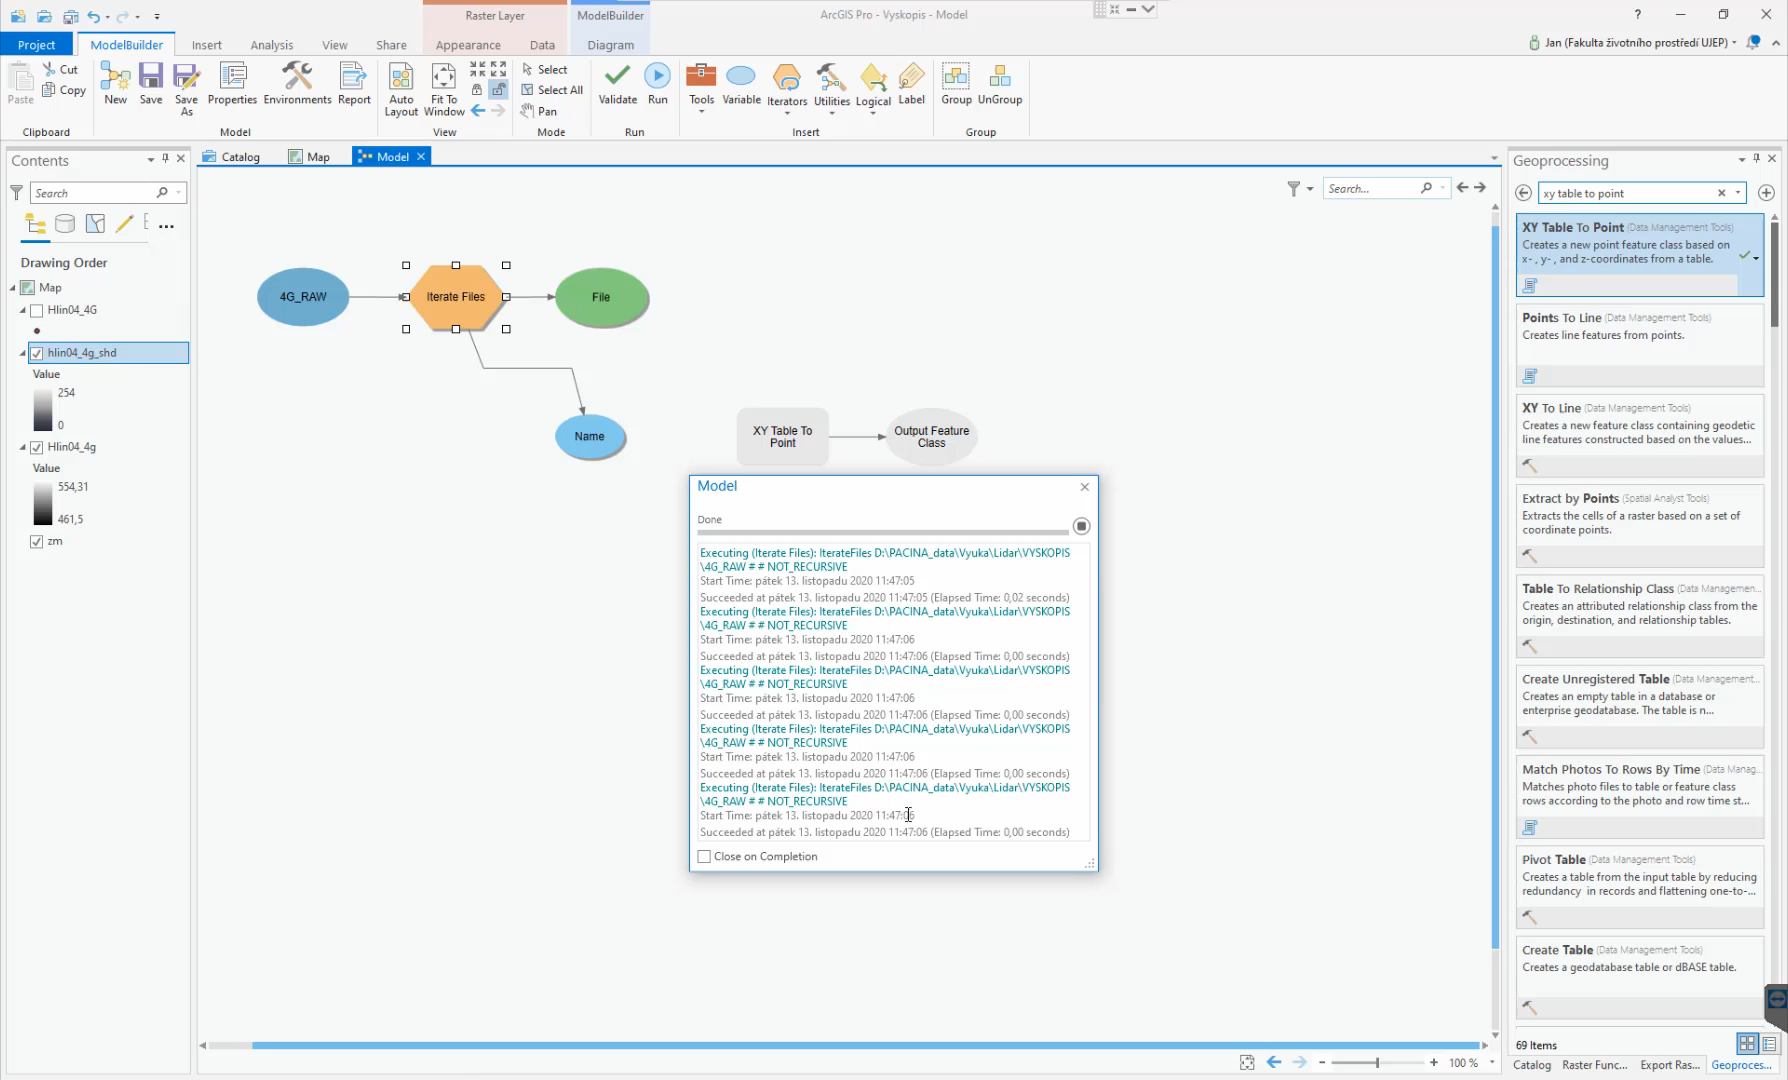 Raster Layer
ModelBuilder
ArcGIS Pro - Vyskopis - Model
?
Project
ModelBuilder
Insert
Analysis
View
Share
Appearance
Data
Diagram
Jan (Fakulta životního prostředí UJEP)
Paste
Cut
Copy
Clipboard
New
Save
Save
As
Properties
Environments
Report
Model
Auto
Layout
Fit To
Window
View
Select
Select All
Pan
Mode
Validate
Run
Run
Tools
Variable
Iterators
Utilities
Logical
Label
Insert
Group
UnGroup
Group
Contents
Search
Drawing Order
Map
Hlin04_4G
hlin04_4g_shd
Value
254
0
Hlin04_4g
Value
554,31
461,5
zm
Catalog
Map
Model
Search...
4G_RAW
Iterate Files
File
Name
XY Table To
Point
Output Feature
Class
Model
Done
Executing (Iterate Files): IterateFiles D:\PACINA_data\Vyuka\Lidar\VYSKOPIS
\4G_RAW # # NOT_RECURSIVE
Start Time: pátek 13. listopadu 2020 11:47:05
Succeeded at pátek 13. listopadu 2020 11:47:05 (Elapsed Time: 0,02 seconds)
Executing (Iterate Files): IterateFiles D:\PACINA_data\Vyuka\Lidar\VYSKOPIS
\4G_RAW # # NOT_RECURSIVE
Start Time: pátek 13. listopadu 2020 11:47:06
Succeeded at pátek 13. listopadu 2020 11:47:06 (Elapsed Time: 0,00 seconds)
Executing (Iterate Files): IterateFiles D:\PACINA_data\Vyuka\Lidar\VYSKOPIS
\4G_RAW # # NOT_RECURSIVE
Start Time: pátek 13. listopadu 2020 11:47:06
Succeeded at pátek 13. listopadu 2020 11:47:06 (Elapsed Time: 0,00 seconds)
Executing (Iterate Files): IterateFiles D:\PACINA_data\Vyuka\Lidar\VYSKOPIS
\4G_RAW # # NOT_RECURSIVE
Start Time: pátek 13. listopadu 2020 11:47:06
Succeeded at pátek 13. listopadu 2020 11:47:06 (Elapsed Time: 0,00 seconds)
Executing (Iterate Files): IterateFiles D:\PACINA_data\Vyuka\Lidar\VYSKOPIS
\4G_RAW # # NOT_RECURSIVE
Start Time: pátek 13. listopadu 2020 11:47:06
Succeeded at pátek 13. listopadu 2020 11:47:06 (Elapsed Time: 0,00 seconds)
Close on Completion
100 %
Geoprocessing
xy table to point
XY Table To Point (Data Management Tools)
Creates a new point feature class based on
x- , y- , and z-coordinates from a table.
Points To Line (Data Management Tools)
Creates line features from points.
XY To Line (Data Management Tools)
Creates a new feature class containing geodetic
line features constructed based on the values...
Extract by Points (Spatial Analyst Tools)
Extracts the cells of a raster based on a set of
coordinate points.
Table To Relationship Class (Data Managemen...
Creates an attributed relationship class from the
origin, destination, and relationship tables.
Create Unregistered Table (Data Management...
Creates an empty table in a database or
enterprise geodatabase. The table is n...
Match Photos To Rows By Time (Data Manag...
Matches photo files to table or feature class
rows according to the photo and row time st...
Pivot Table (Data Management Tools)
Creates a table from the input table by reducing
redundancy in records and flattening one-to-...
Create Table (Data Management Tools)
Creates a geodatabase table or dBASE table.
69 Items
Catalog
Raster Func...
Export Ras...
Geoproces...